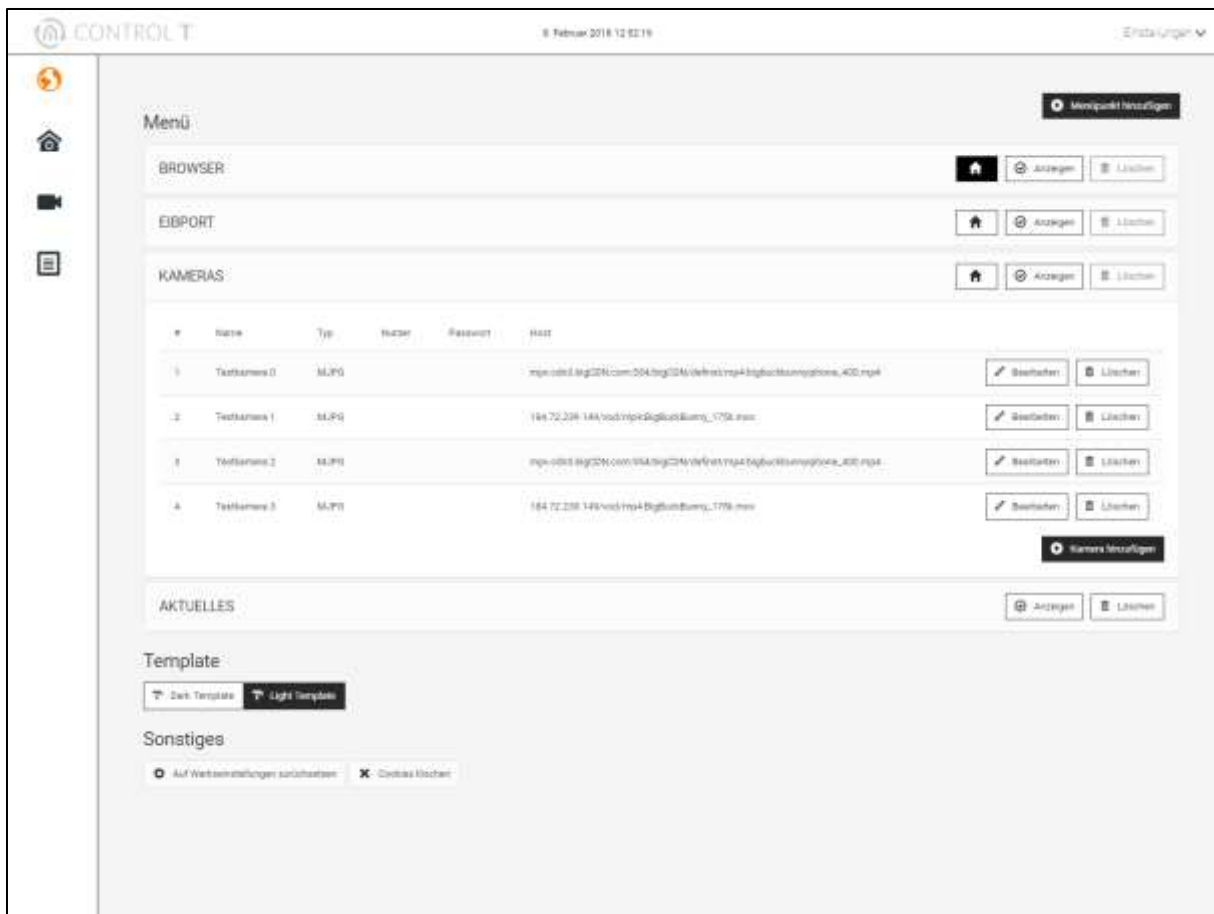 CONTROL T
8. Februar 2018 12:52:19
Einstellungen
Menüpunkt hinzufügen
Menü
BROWSER
Anzeigen
Löschen
EIBPORT
Anzeigen
Löschen
KAMERAS
Anzeigen
Löschen
# Name Typ Nutzer Passwort Host
1 Testkamera 0 MJPG
Bearbeiten
Löschen
2 Testkamera 1 MJPG
Bearbeiten
Löschen
3 Testkamera 2 MJPG
Bearbeiten
Löschen
4 Testkamera 3 MJPG
Bearbeiten
Löschen
Kamera hinzufügen
AKTUELLES
Anzeigen
Löschen
Template
Dark Template
Light Template
Sonstiges
Auf Werkseinstellungen zurücksetzen
Cookies löschen